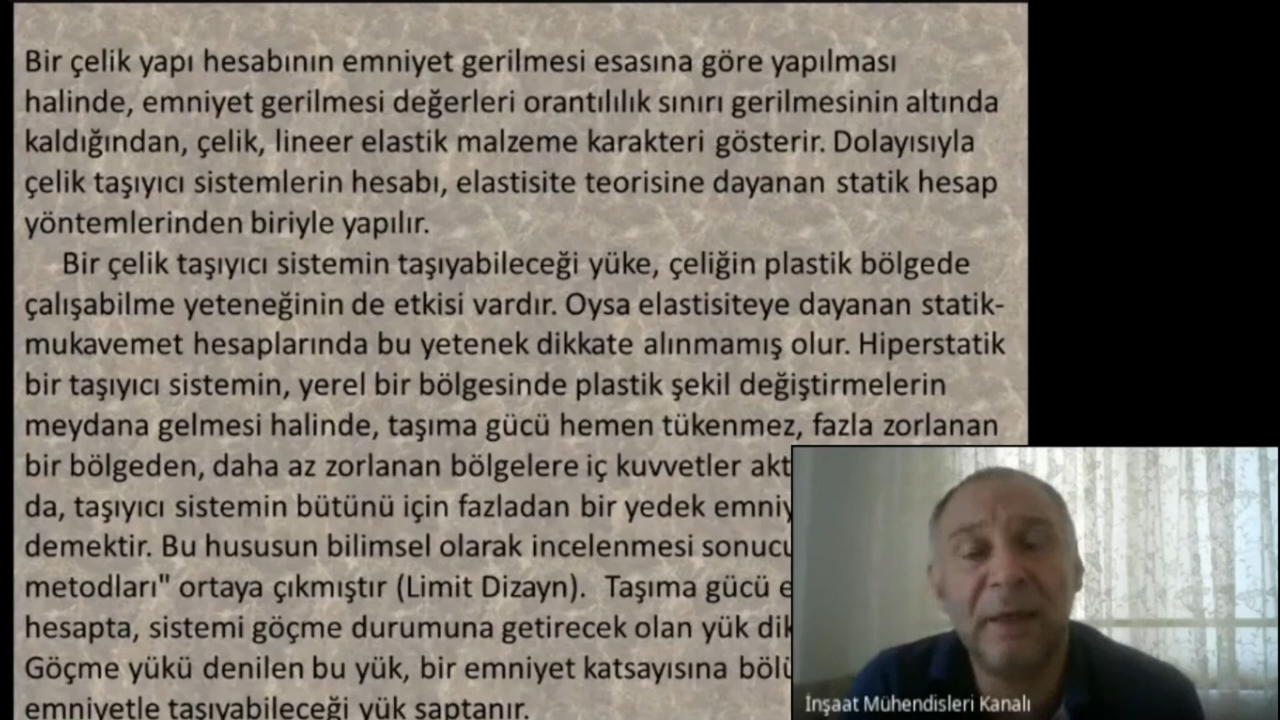 Bir çelik yapı hesabının emniyet gerilmesi esasına göre yapılması
halinde, emniyet gerilmesi değerleri orantılılık sınırı gerilmesinin altında
kaldığından, çelik, lineer elastik malzeme karakteri gösterir. Dolayısıyla
çelik taşıyıcı sistemlerin hesabı, elastisite teorisine dayanan statik hesap
yöntemlerinden biriyle yapılır.
Bir çelik taşıyıcı sistemin taşıyabileceği yüke, çeliğin plastik bölgede
çalışabilme yeteneğinin de etkisi vardır. Oysa elastisiteye dayanan statik-
mukavemet hesaplarında bu yetenek dikkate alınmamış olur. Hiperstatik
bir taşıyıcı sistemin, yerel bir bölgesinde plastik şekil değiştirmelerin
meydana gelmesi halinde, taşıma gücü hemen tükenmez, fazla zorlanan
bir bölgeden, daha az zorlanan bölgelere iç kuvvetler
da, taşıyıcı sistemin bütünü için fazladan bir yedek
demektir. Bu hususun bilimsel olarak incelenmesi
metodları" ortaya çıkmıştır (Limit Dizayn). Taşıma gücü
hesapta, sistemi göçme durumuna getirecek olan yük
Göçme yükü denilen bu yük, bir emniyet katsayısına
emniyetle taşıyabileceği yük saptanır.
İnşaat Mühendisleri Kanalı